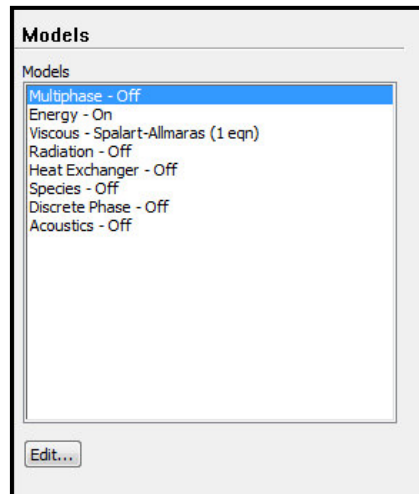 Models
Models
Multiphase - Off
Energy - On
Viscous - Spalart-Allmaras (1 eqn)
Radiation - Off
Heat Exchanger - Off
Species - Off
Discrete Phase - Off
Acoustics - Off
Edit...